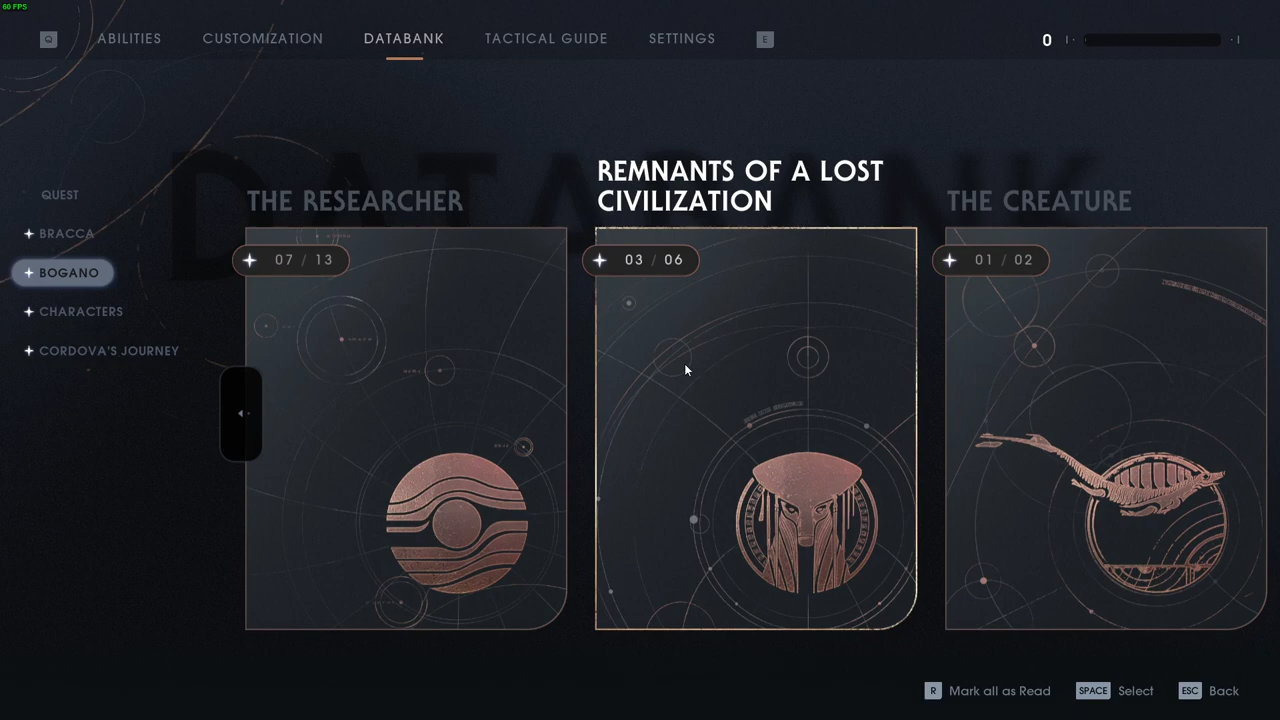 60 FPS
Q ABILITIES CUSTOMIZATION DATABANK TACTICAL GUIDE SETTINGS E 0
DATABANK
QUEST
BRACCA
BOGANO
CHARACTERS
CORDOVA'S JOURNEY
THE RESEARCHER
07 / 13
REMNANTS OF A LOST
CIVILIZATION
03 / 06
THE CREATURE
01 / 02
R Mark all as Read SPACE Select ESC Back